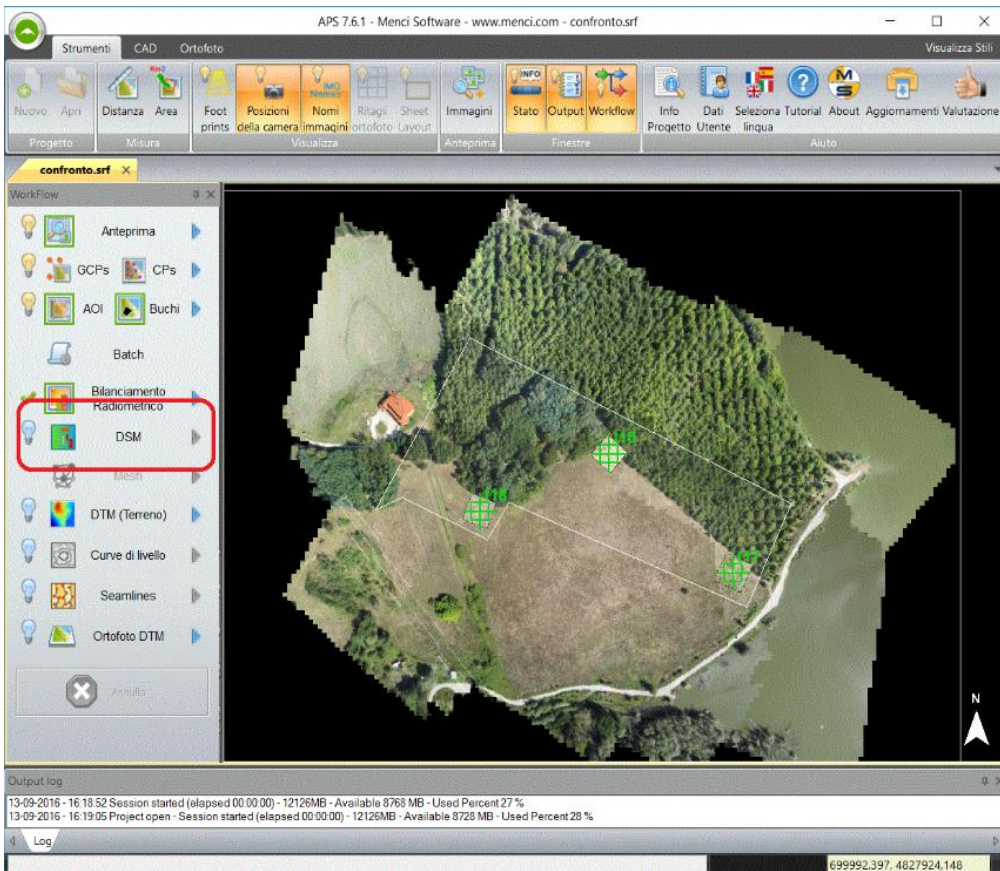 APS 7.6.1 - Menci Software - www.menci.com - confronto.srf
Strumenti CAD Ortofoto Visualizza Stili
Km2
INFO
IMG
Names
Nuovo Apri Distanza Area Foot Posizioni Nomi Ritagli Sheet Immagini Stato Output Workflow Info Dati Seleziona Tutorial About Aggiornamenti Valutazione
prints della camera immagini ortofoto Layout Progetto Utente lingua
Progetto Misura Visualizza Anteprima Finestre Aiuto
confronto.srf
WorkFlow
Anteprima
GCPs CPs
AOI Buchi
Batch
Bilanciamento
Radiometrico
DSM
Mesh
DTM (Terreno)
Curve di livello
Seamlines
Ortofoto DTM
Annulla
N
Output log
13-09-2016 - 16:18:52 Session started (elapsed 00:00:00) - 12126MB - Available 8768 MB - Used Percent 27 %
13-09-2016 - 16:19:05 Project open - Session started (elapsed 00:00:00) - 12126MB - Available 8728 MB - Used Percent 28 %
Log
699992.397, 4827924.148